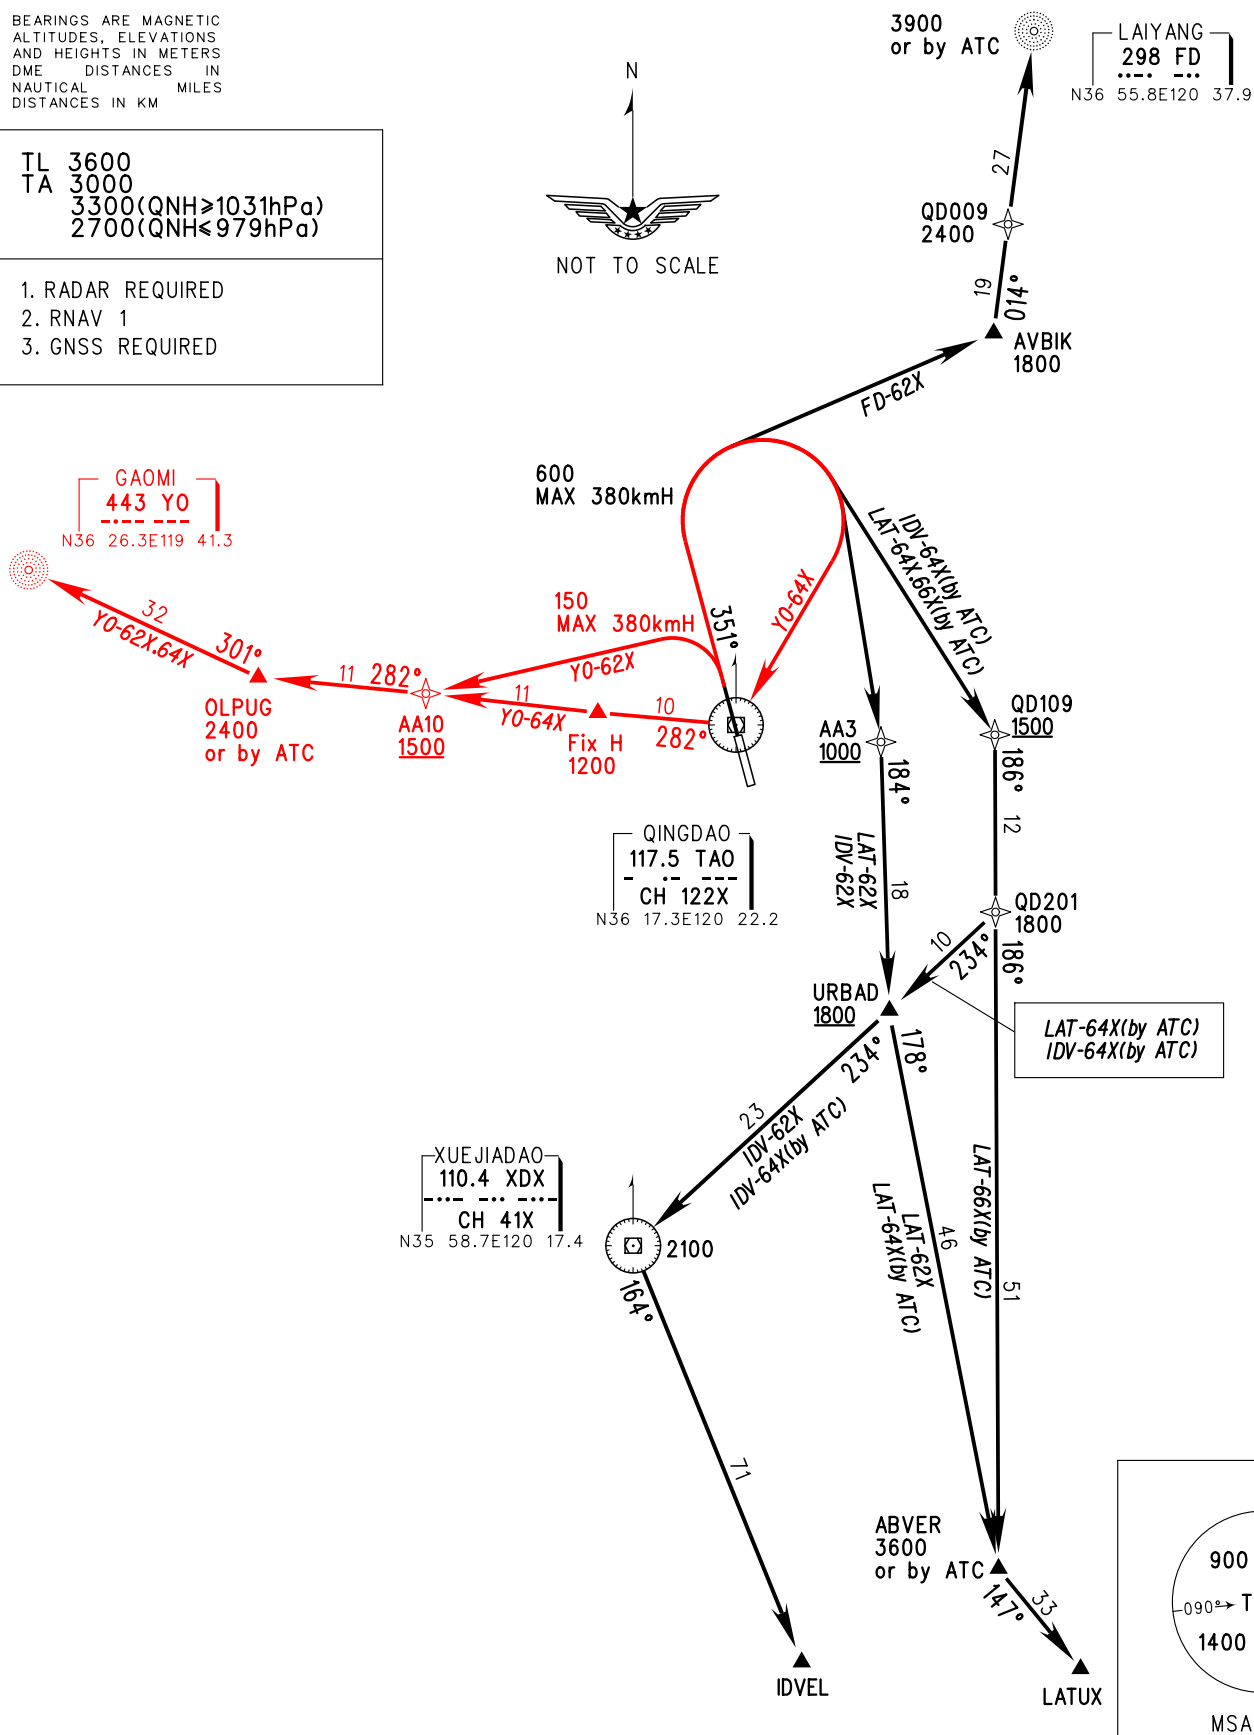 BEARINGS ARE MAGNETIC
ALTITUDES, ELEVATIONS
AND HEIGHTS IN METERS
DME DISTANCES IN
NAUTICAL MILES
DISTANCES IN KM
TL 3600
TA 3000
3300(QNH≥1031hPa)
2700(QNH≤979hPa)
1. RADAR REQUIRED
2. RNAV 1
3. GNSS REQUIRED
N
NOT TO SCALE
3900
or by ATC
LAIYANG
298 FD
N36 55.8E120 37.9
27
QD009
2400
19
014°
AVBIK
1800
FD-62X
600
MAX 380kmH
GAOMI
443 YO
N36 26.3E119 41.3
32
YO-62X.64X
301°
OLPUG
2400
or by ATC
11
282°
AA10
1500
150
MAX 380kmH
YO-62X
11
YO-64X
Fix H
1200
10
282°
351°
YO-64X
IDV-64X(by ATC)
LAT-64X.66X(by ATC)
QD109
1500
186°
12
AA3
1000
184°
LAT-62X
IDV-62X
18
QINGDAO
117.5 TAO
CH 122X
N36 17.3E120 22.2
QD201
1800
10
234°
186°
LAT-64X(by ATC)
IDV-64X(by ATC)
URBAD
1800
234°
178°
23
IDV-62X
IDV-64X(by ATC)
XUEJIADAO
110.4 XDX
CH 41X
N35 58.7E120 17.4
2100
164°
71
46
LAT-62X
LAT-64X(by ATC)
LAT-66X(by ATC)
51
ABVER
3600
or by ATC
147°
33
IDVEL
LATUX
900
090° T
1400
MSA